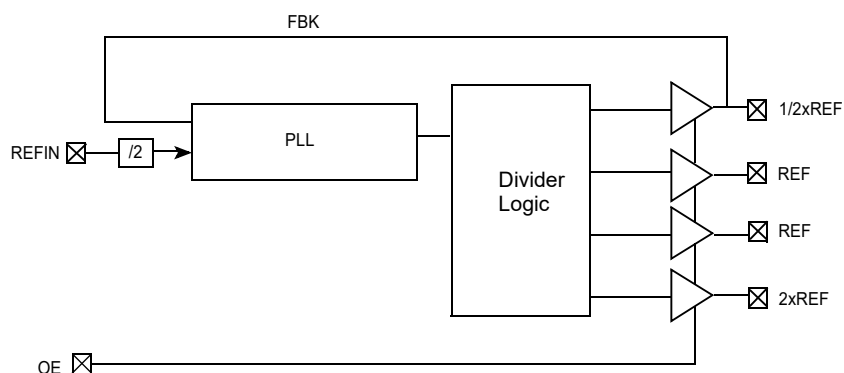 FBK
1/2xREF
PLL
REFIN
/2
Divider
Logic
REF
REF
2xREF
OE